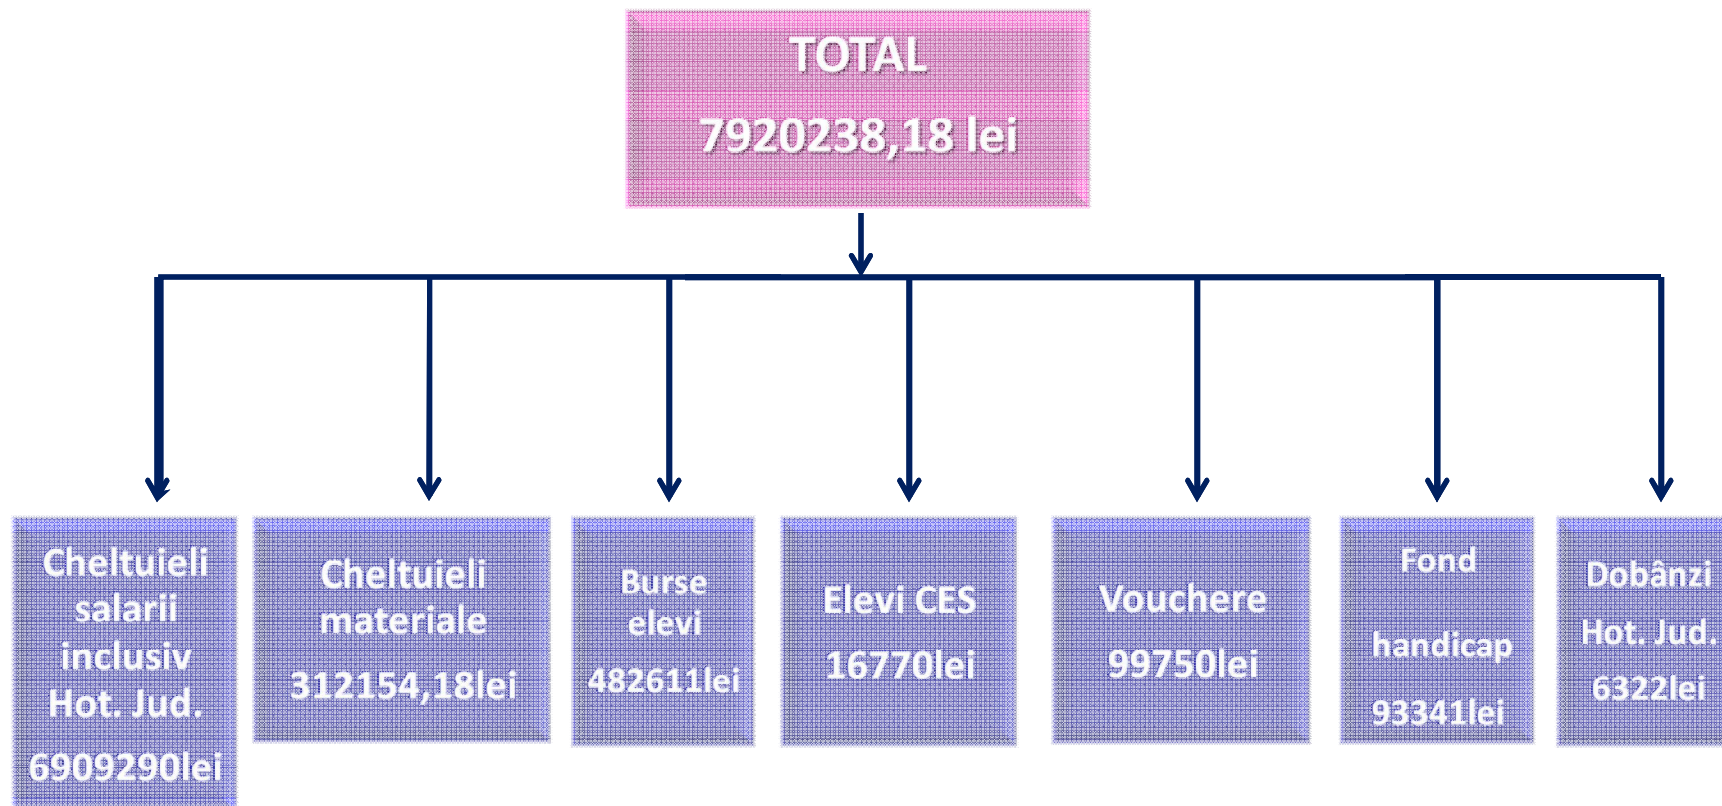 TOTAL
7920238,18 lei
Cheltuieli
salarii
inclusiv
Hot. Jud.
6909290lei
Cheltuieli
materiale
312154,18lei
Burse
elevi
482611lei
Elevi CES
16770lei
Vouchere
99750lei
Fond
handicap
93341lei
Dobânzi
Hot. Jud.
6322lei